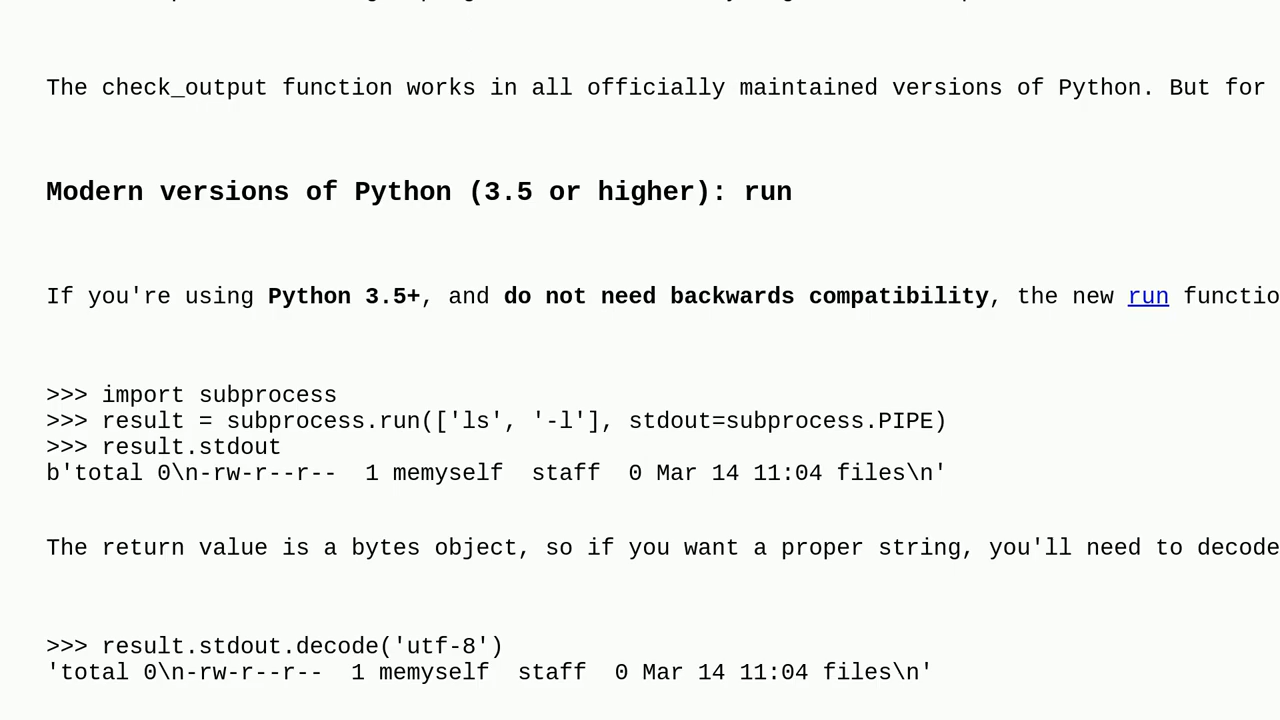 The check_output function works in all officially maintained versions of Python. But for
Modern versions of Python (3.5 or higher): run
If you're using Python 3.5+, and do not need backwards compatibility, the new run functio
>>> import subprocess
>>> result = subprocess.run(['ls', '-l'], stdout=subprocess.PIPE)
>>> result.stdout
b'total 0\n-rw-r--r--  1 memyself  staff  0 Mar 14 11:04 files\n'
The return value is a bytes object, so if you want a proper string, you'll need to decode
>>> result.stdout.decode('utf-8')
'total 0\n-rw-r--r--  1 memyself  staff  0 Mar 14 11:04 files\n'